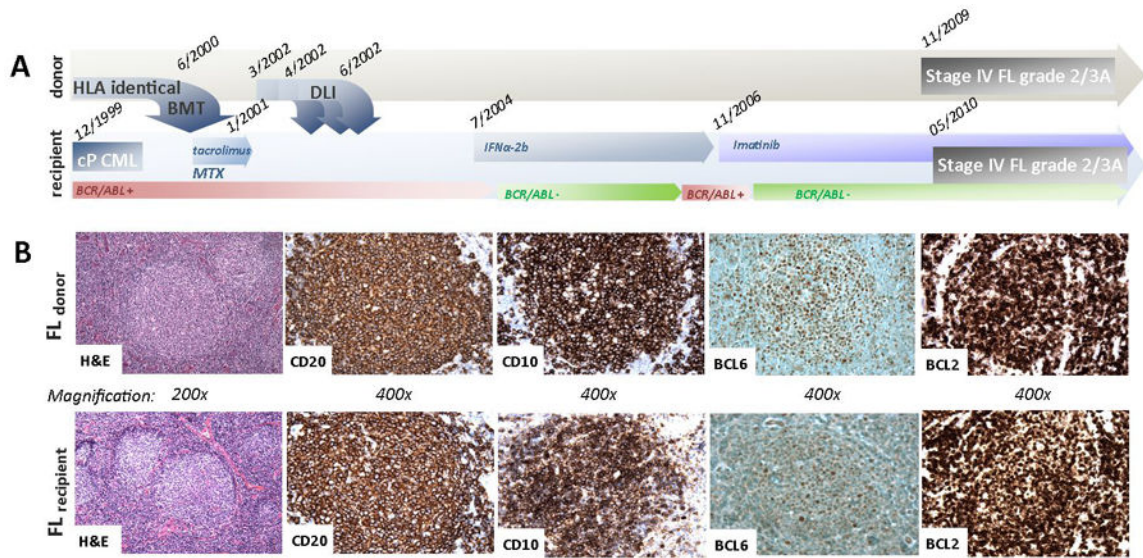 A
donor
HLA identical
BMT
6/2000
3/2002
4/2002
6/2002
DLI
11/2009
Stage IV FL grade 2/3A
recipient
12/1999
cP CML
1/2001
tacrolimus
MTX
7/2004
IFNα-2b
11/2006
Imatinib
05/2010
Stage IV FL grade 2/3A
BCR/ABL+
BCR/ABL-
BCR/ABL+
BCR/ABL-
B
FL donor
H&E
CD20
CD10
BCL6
BCL2
Magnification: 200x 400x 400x 400x 400x
FL recipient
H&E
CD20
CD10
BCL6
BCL2